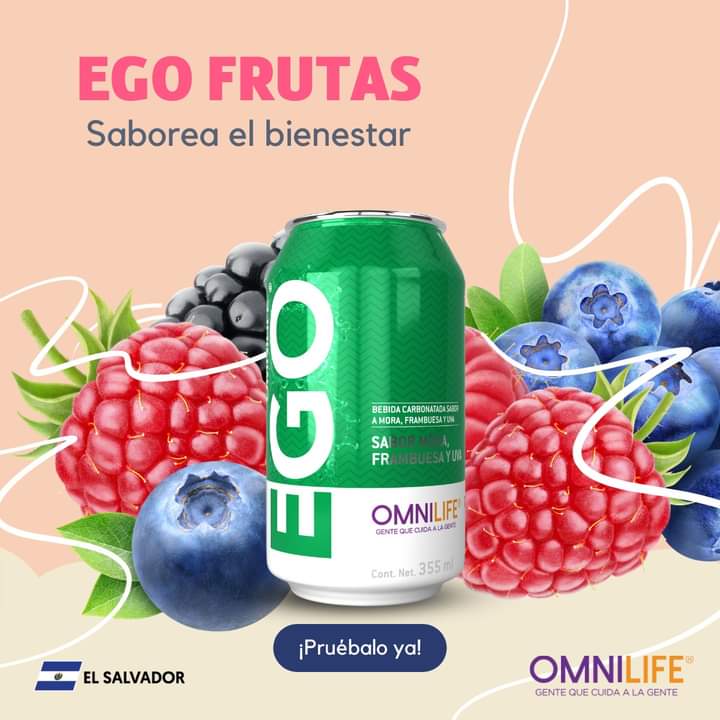 EGO FRUTAS
Saborea el bienestar
EGO
BEBIDA CARBONATADA SABOR
A MORA, FRAMBUESA Y UVA
SABOR MORA,
FRAMBUESA Y UVA
OMNILIFE®
GENTE QUE CUIDA A LA GENTE
Cont. Net. 355 ml
¡Pruébalo ya!
EL SALVADOR
OMNILIFE®
GENTE QUE CUIDA A LA GENTE